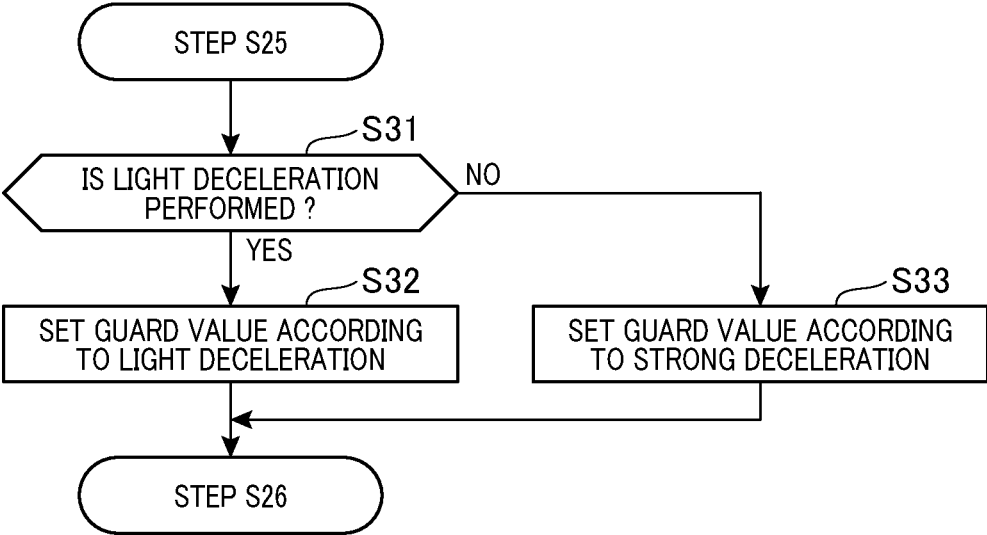 STEP S25
S31
IS LIGHT DECELERATION
PERFORMED ?
NO
YES
S32
SET GUARD VALUE ACCORDING
TO LIGHT DECELERATION
S33
SET GUARD VALUE ACCORDING
TO STRONG DECELERATION
STEP S26